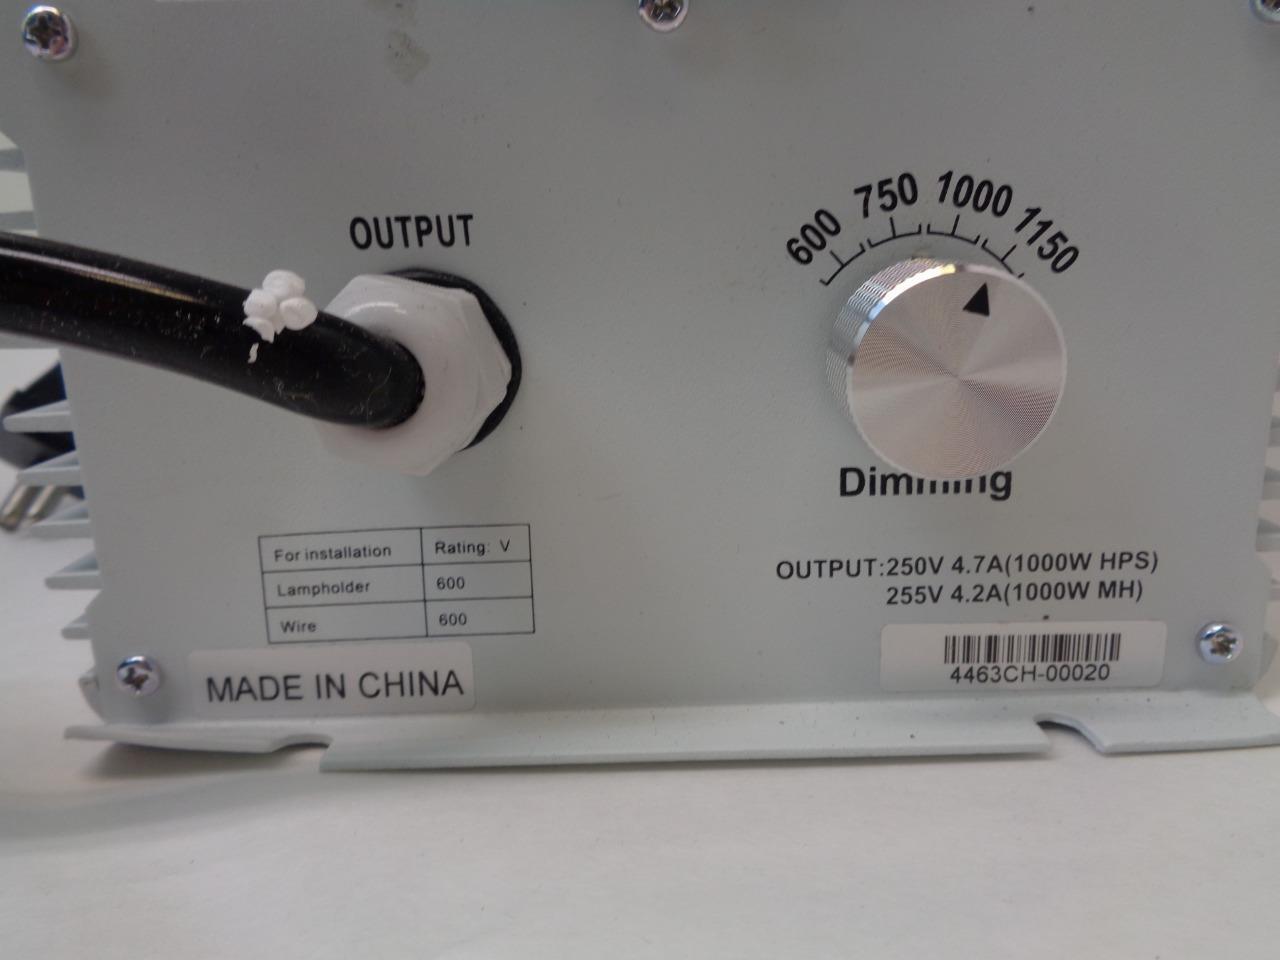 OUTPUT
600 750 1000 1150
Dimming
For installation Rating: V
Lampholder 600
Wire 600
OUTPUT:250V 4.7A(1000W HPS)
255V 4.2A(1000W MH)
MADE IN CHINA
4463CH-00020